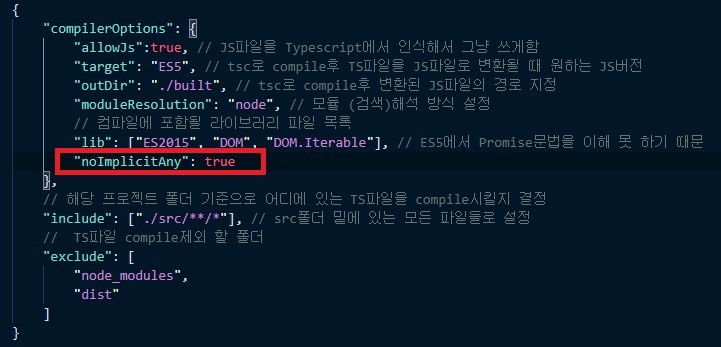 {
"compilerOptions": {
"allowJs":true, // JS파일을 Typescript에서 인식해서 그냥 쓰게함
"target": "ES5", // tsc로 compile후 TS파일을 JS파일로 변환될 때 원하는 JS버전
"outDir": "./built", // tsc로 compile후 변환된 JS파일의 경로 지정
"moduleResolution": "node", // 모듈 (검색)해석 방식 설정
// 컴파일에 포함될 라이브러리 파일 목록
"lib": ["ES2015", "DOM", "DOM.Iterable"], // ES5에서 Promise문법을 이해 못 하기 때문
"noImplicitAny": true
},
// 해당 프로젝트 폴더 기준으로 어디에 있는 TS파일을 compile시킬지 결정
"include": ["./src/**/*"], // src폴더 밑에 있는 모든 파일들로 설정
// TS파일 compile제외 할 폴더
"exclude": [
"node_modules",
"dist"
]
}